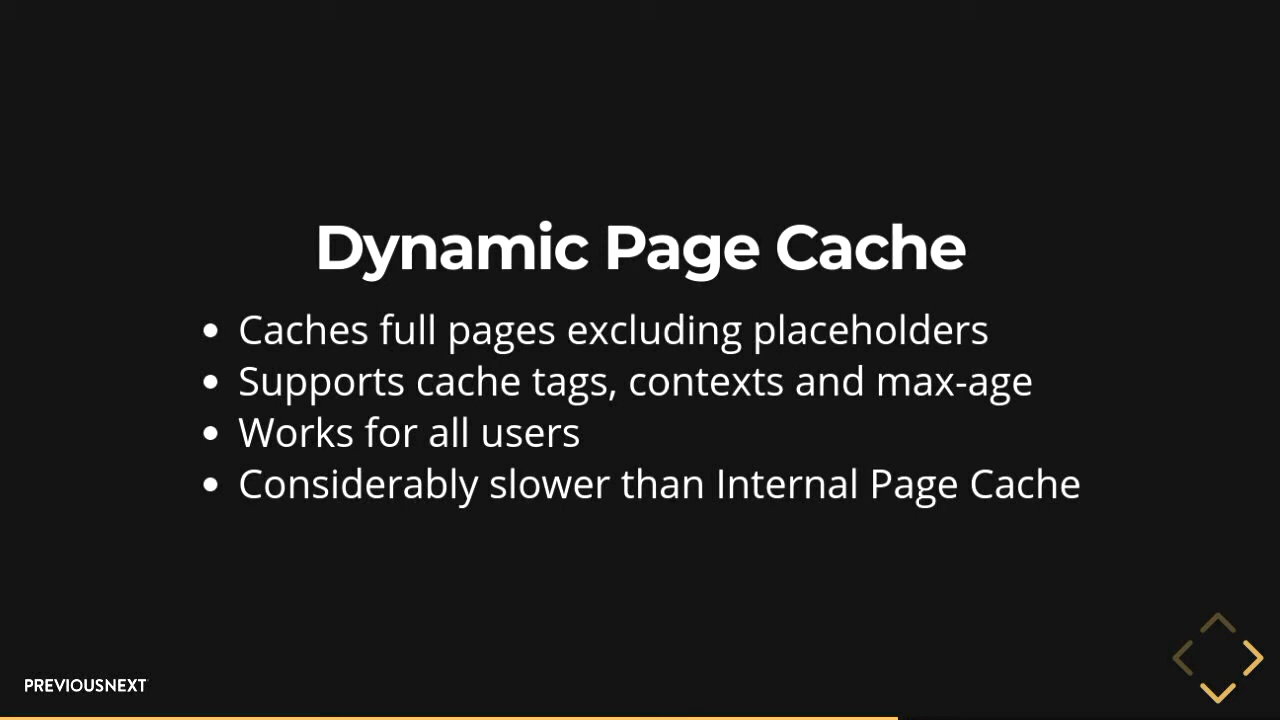 Dynamic Page Cache
Caches full pages excluding placeholders
Supports cache tags, contexts and max-age
Works for all users
Considerably slower than Internal Page Cache
PREVIOUSNEXT